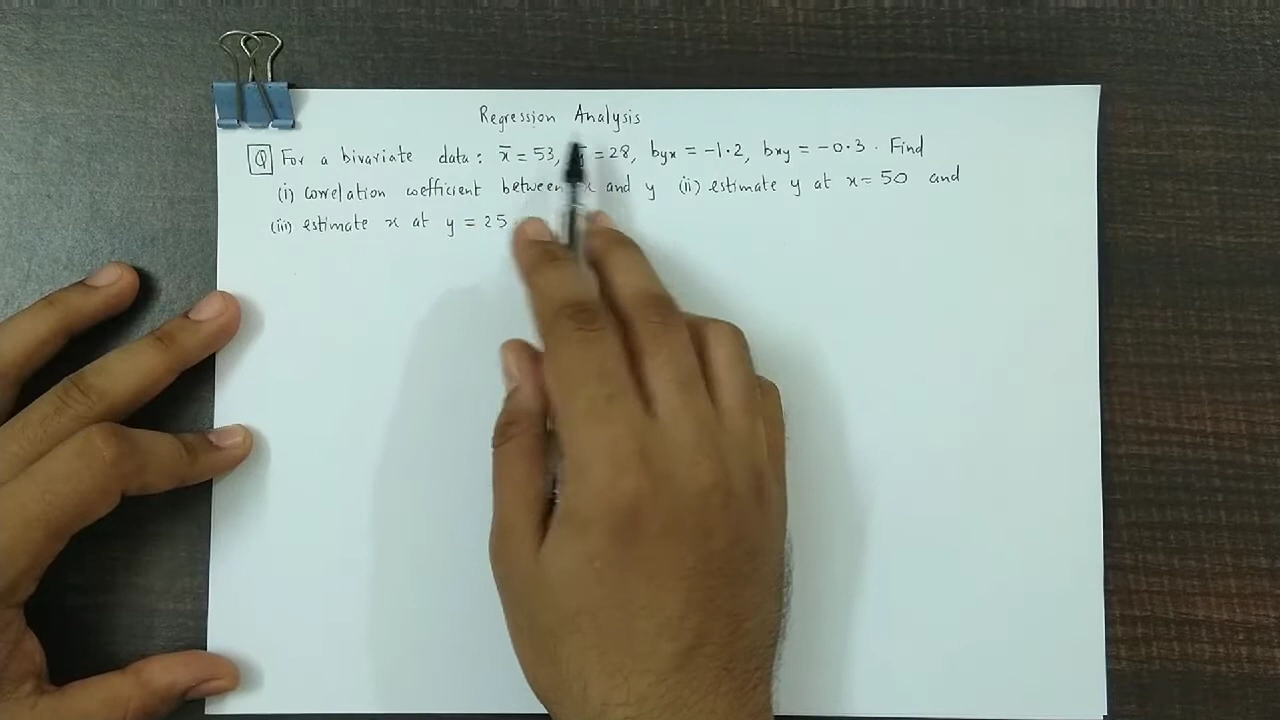 Regression Analysis
Q For a bivariate data: x̄ = 53, ȳ = 28, byx = -1.2, bxy = -0.3. Find
(i) correlation coefficient between x and y (ii) estimate y at x = 50 and
(iii) estimate x at y = 25